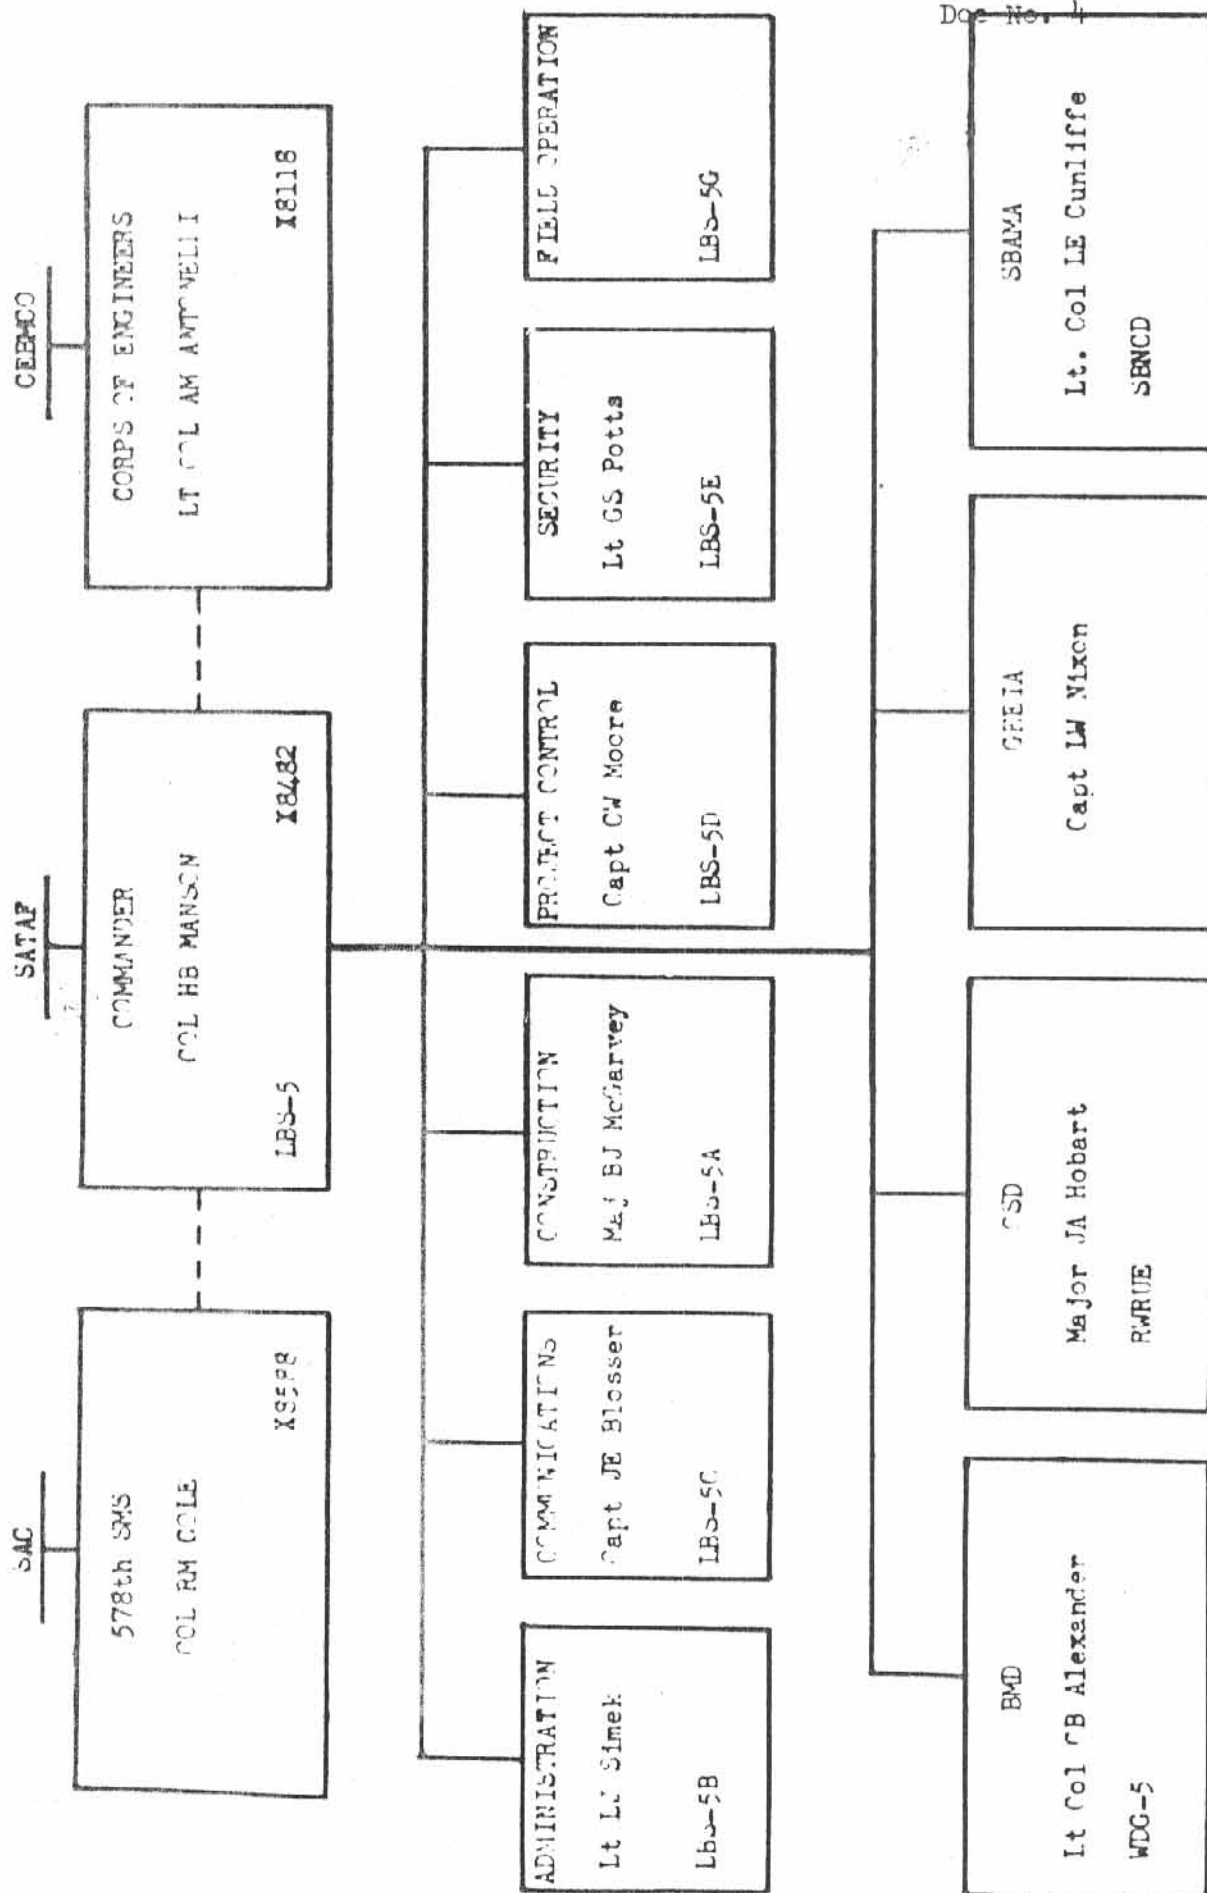 Doc No. 4
SAC
578th SMS
COL RM COLE
SATAF
COMMANDER
COL HB MANSON
LBS-5 X8482
CEBMCO
CORPS OF ENGINEERS
LT COL AM ANTONELLI
X8118
ADMINISTRATION
Lt LJ Simek
LBS-5B
COMMUNICATIONS
Capt JE Blosser
LBS-5C
CONSTRUCTION
Maj BJ McGarvey
LBS-5A
PROJECT CONTROL
Capt CW Moore
LBS-5D
SECURITY
Lt GS Potts
LBS-5E
FIELD OPERATION
LBS-5G
BMD
Lt Col CB Alexander
WDG-5
Major JA Hobart
RWRUE
Capt LW Nixon
SBAMA
Lt. Col LE Cunliffe
SBNCD